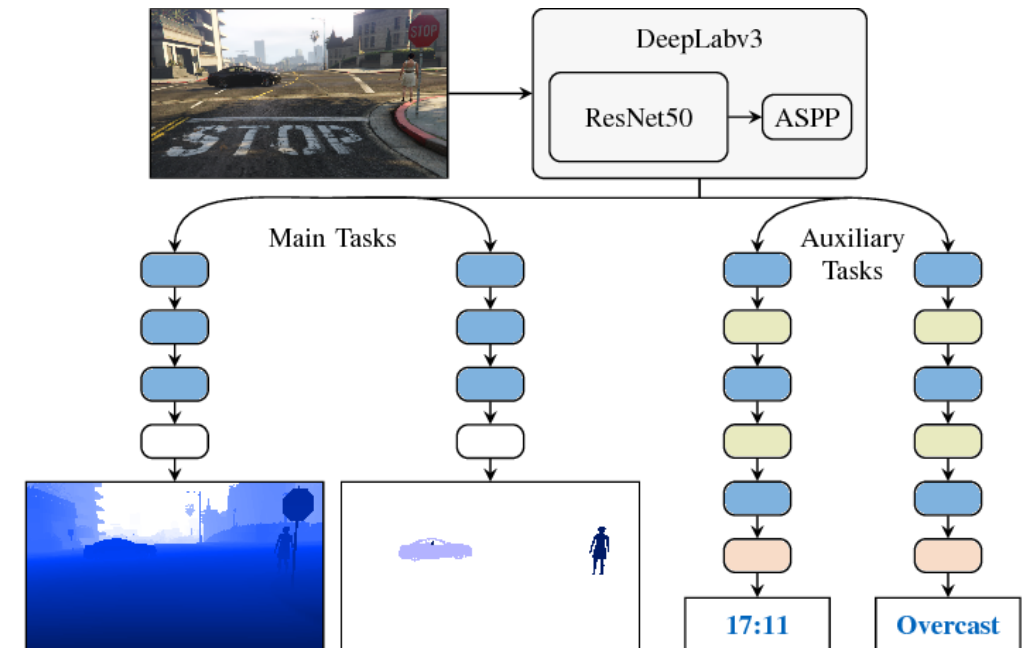 STOP
STOP
DeepLabv3
ResNet50
ASPP
Main Tasks
Auxiliary
Tasks
17:11
Overcast